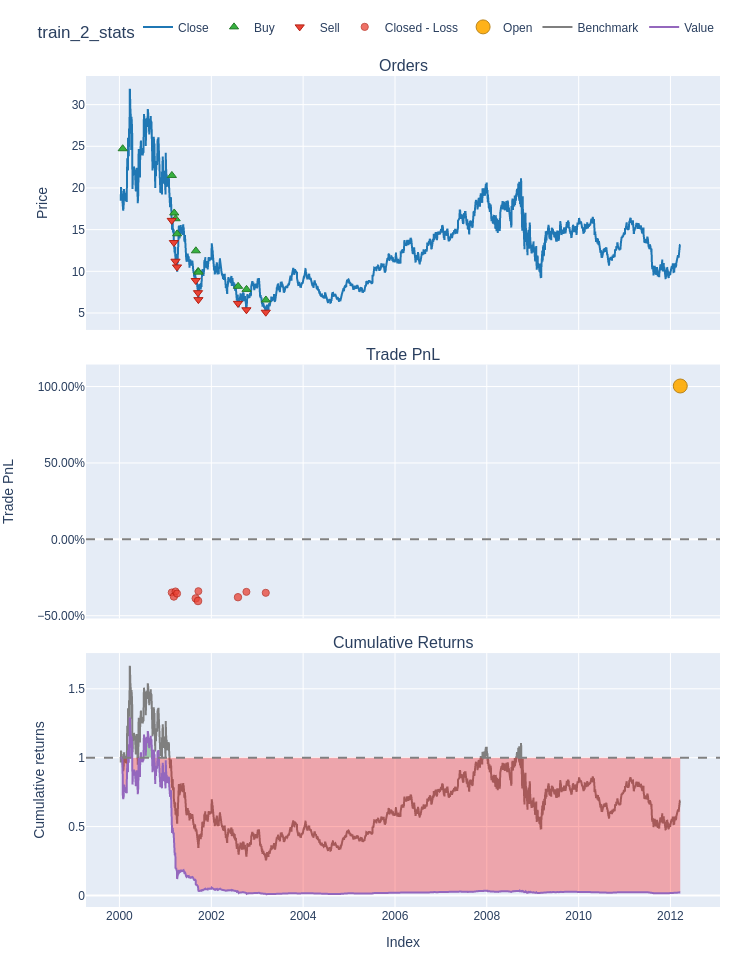 train_2_stats
Close Buy Sell Closed - Loss Open Benchmark Value
Orders
30
25
20
15
10
5
Price
Trade PnL
100.00%
50.00%
0.00%
−50.00%
Trade PnL
Cumulative Returns
1.5
1
0.5
0
Cumulative returns
2000 2002 2004 2006 2008 2010 2012
Index